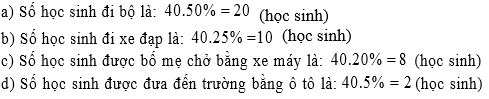 a) Số học sinh đi bộ là: 40.50% = 20 (học sinh)
b) Số học sinh đi xe đạp là: 40.25% =10 (học sinh)
c) Số học sinh được bố mẹ chở bằng xe máy là: 40.20% = 8 (học sinh)
d) Số học sinh được đưa đến trường bằng ô tô là: 40.5% = 2 (học sinh)